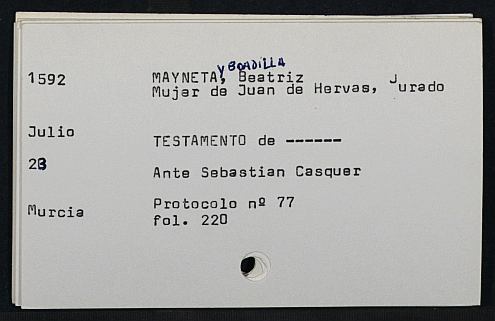 1592 MAYNETA, Y BOADILLA Beatriz
Mujer de Juan de Hervas, Jurado
Julio TESTAMENTO de ------
23 Ante Sebastian Casquer
Murcia Protocolo nº 77
fol. 220